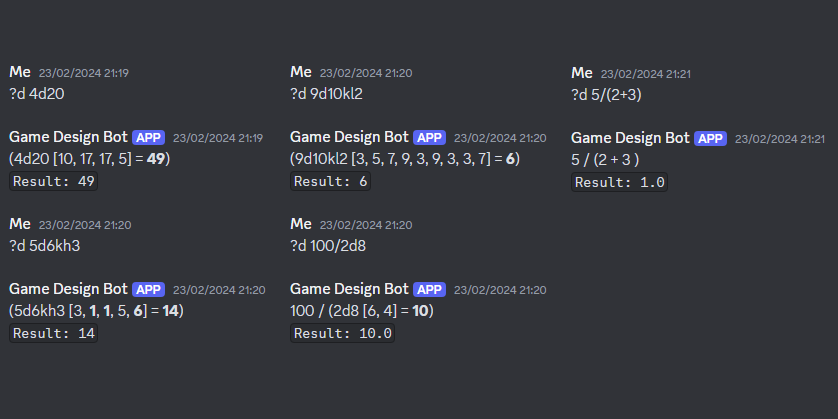 Me 23/02/2024 21:19
?d 4d20
Game Design Bot APP 23/02/2024 21:19
(4d20 [10, 17, 17, 5] = 49)
Result: 49
Me 23/02/2024 21:20
?d 5d6kh3
Game Design Bot APP 23/02/2024 21:20
(5d6kh3 [3, 1, 1, 5, 6] = 14)
Result: 14
Me 23/02/2024 21:20
?d 9d10kl2
Game Design Bot APP 23/02/2024 21:20
(9d10kl2 [3, 5, 7, 9, 3, 9, 3, 3, 7] = 6)
Result: 6
Me 23/02/2024 21:20
?d 100/2d8
Game Design Bot APP 23/02/2024 21:20
100 / (2d8 [6, 4] = 10)
Result: 10.0
Me 23/02/2024 21:21
?d 5/(2+3)
Game Design Bot APP 23/02/2024 21:21
5 / (2 + 3 )
Result: 1.0